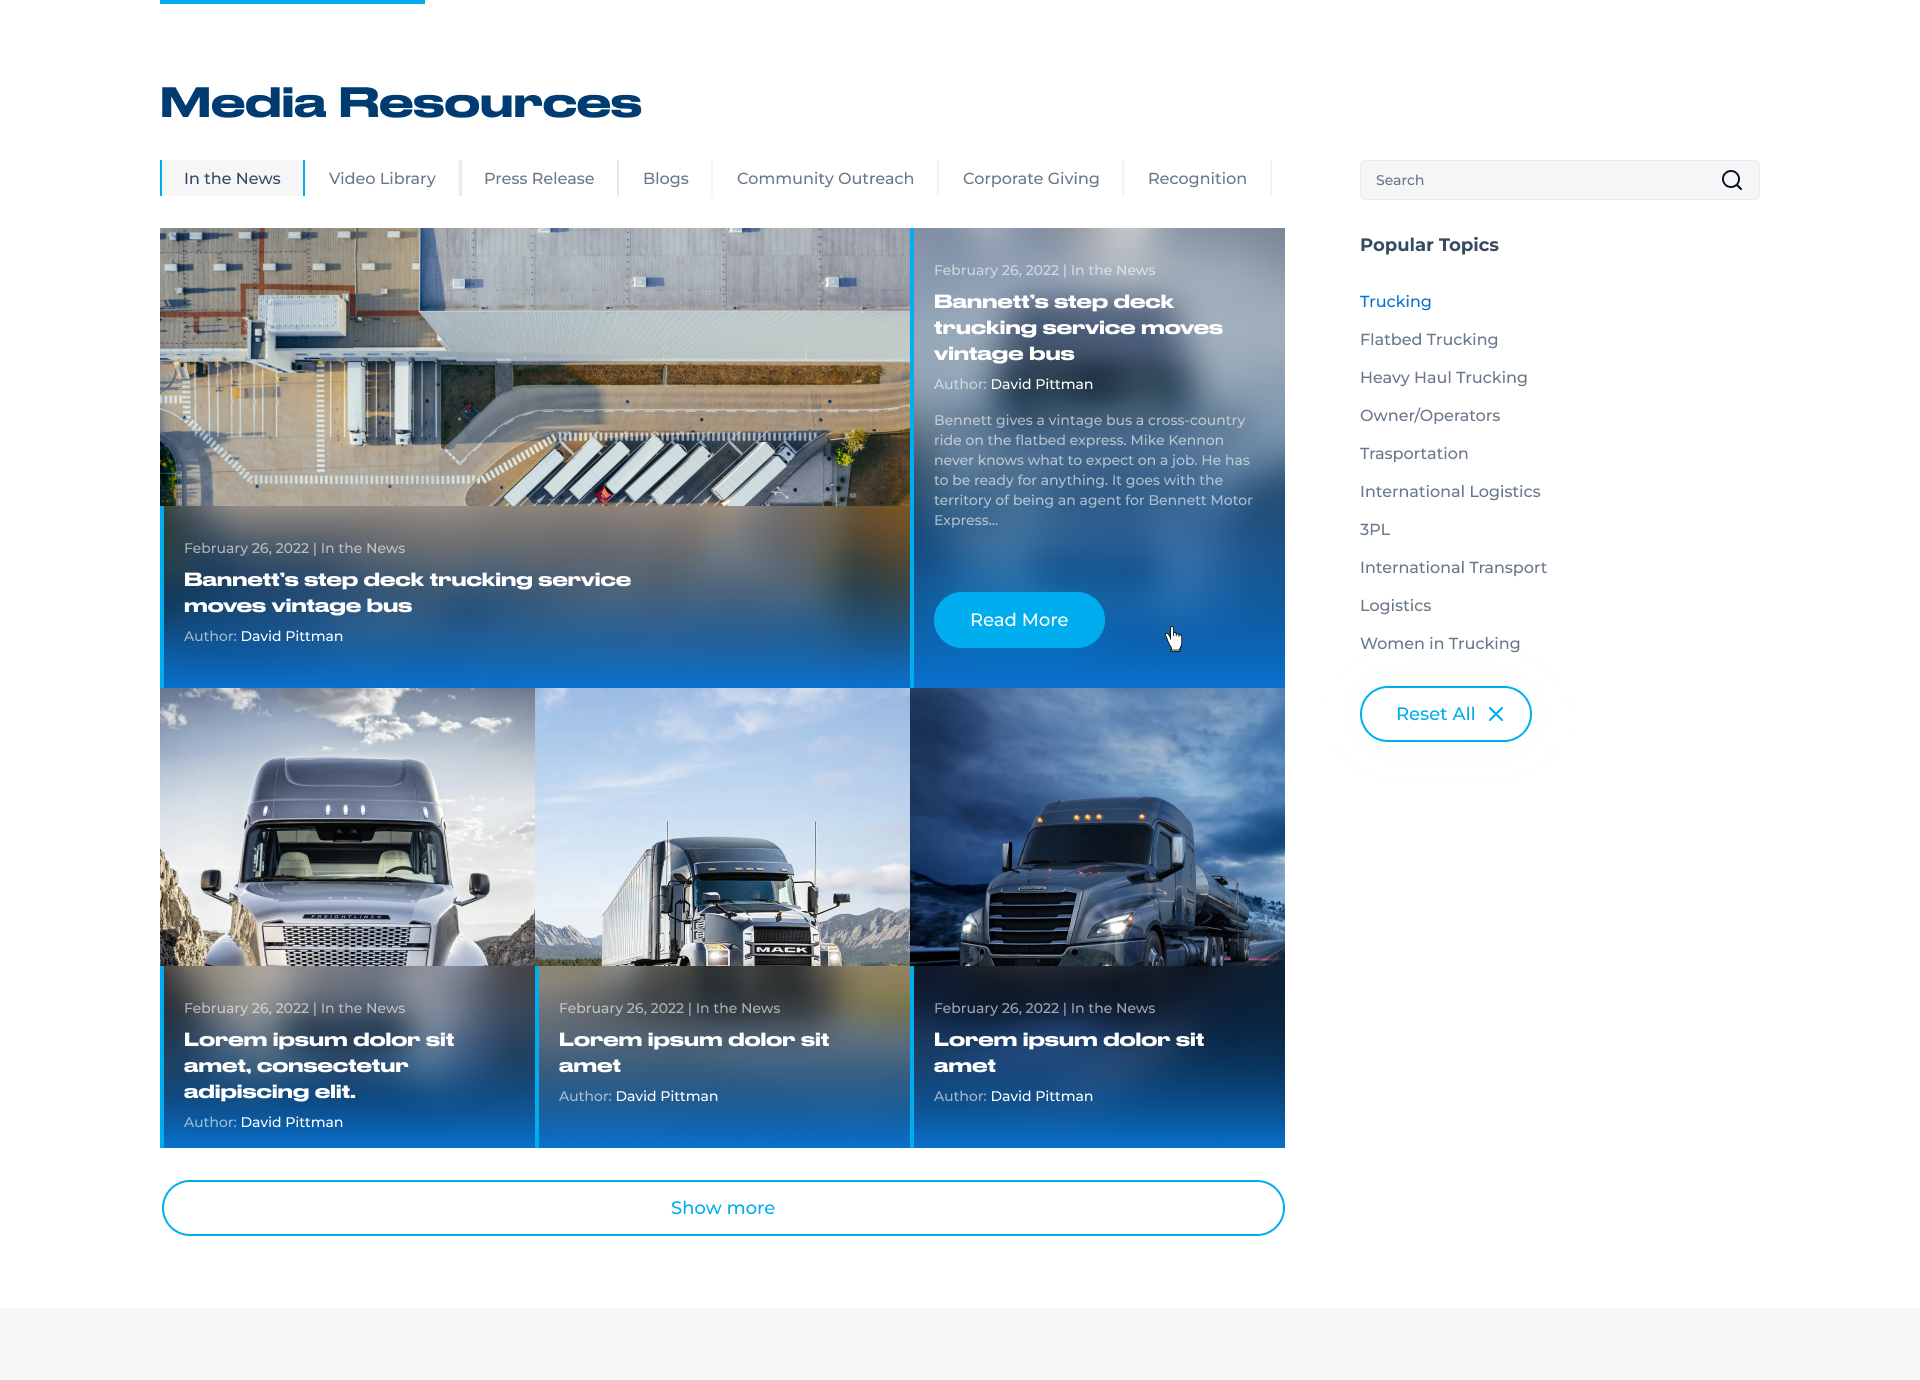 Media Resources
In the News
Video Library
Press Release
Blogs
Community Outreach
Corporate Giving
Recognition
Search
February 26, 2022 | In the News
Bannett's step deck trucking service
moves vintage bus
Author: David Pittman
February 26, 2022 | In the News
Bannett's step deck
trucking service moves
vintage bus
Author: David Pittman
Bennett gives a vintage bus a cross-country
ride on the flatbed express. Mike Kennon
never knows what to expect on a job. He has
to be ready for anything. It goes with the
territory of being an agent for Bennett Motor
Express...
Read More
FREIGHTLINER
February 26, 2022 | In the News
Lorem ipsum dolor sit
amet, consectetur
adipiscing elit.
Author: David Pittman
MACK
February 26, 2022 | In the News
Lorem ipsum dolor sit
amet
Author: David Pittman
February 26, 2022 | In the News
Lorem ipsum dolor sit
amet
Author: David Pittman
Show more
Popular Topics
Trucking
Flatbed Trucking
Heavy Haul Trucking
Owner/Operators
Trasportation
International Logistics
3PL
International Transport
Logistics
Women in Trucking
Reset All